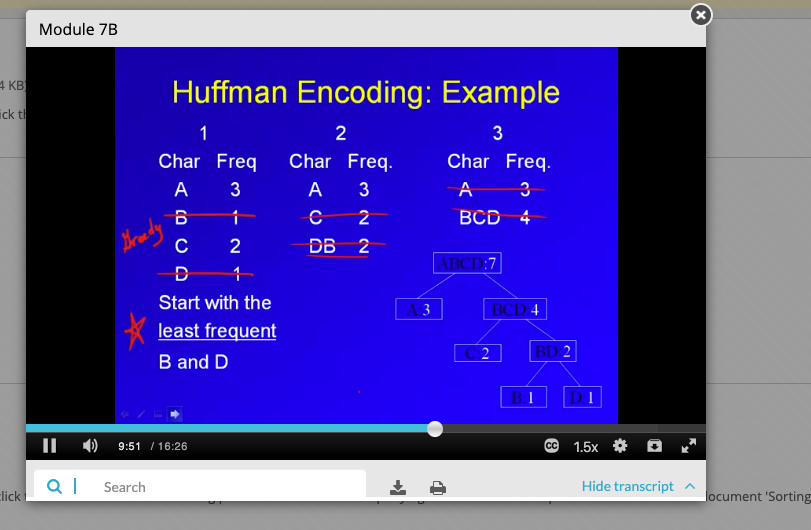 Module 7B
4 KB)
ick th
Huffman Encoding: Example
1 2 3
Char Freq Char Freq. Char Freq.
A 3 A 3 A 3
B 1 C 2 BCD 4
Greedy
C 2 DB 2
D 1
ABCD:7
Start with the
A:3 BCD:4
least frequent
C:2 BD:2
B and D
B:1 D:1
9:51 / 16:26 CC 1.5x
Search Hide transcript
click
ocument 'Sorting